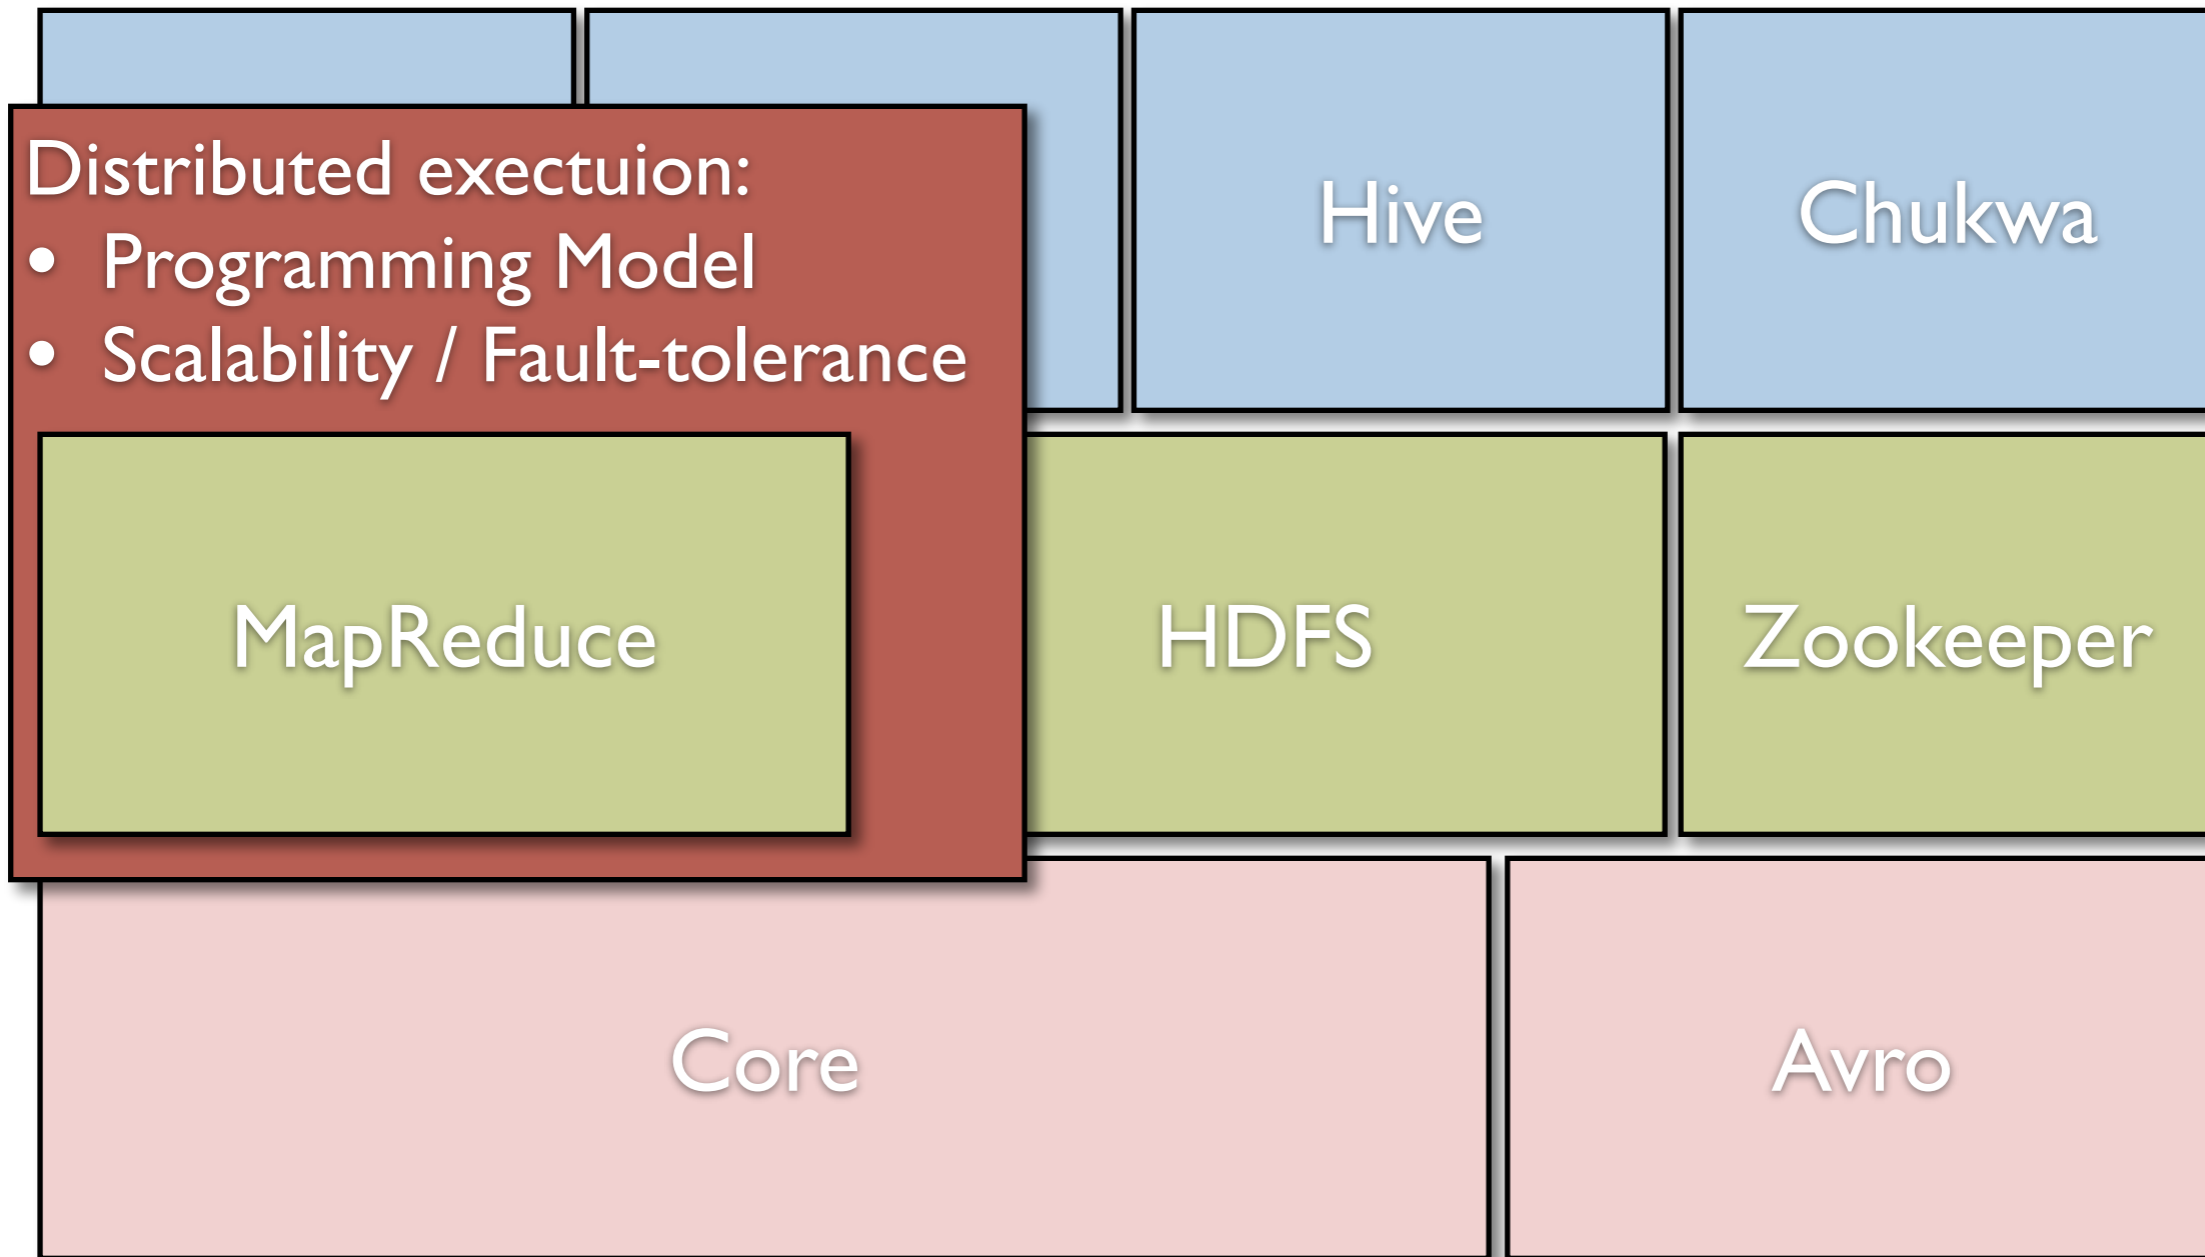 Distributed exectuion:
• Programming Model
• Scalability / Fault-tolerance
Hive
Chukwa
MapReduce
HDFS
Zookeeper
Core
Avro